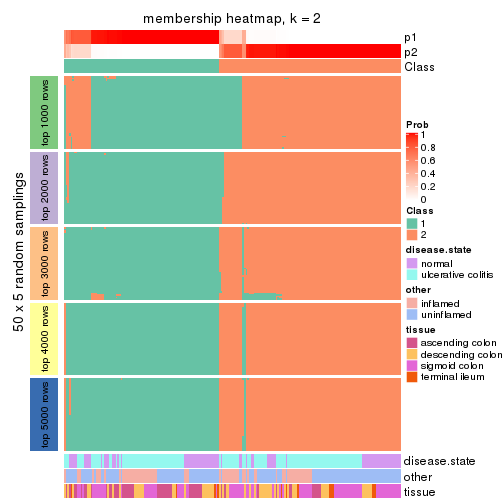 membership heatmap, k = 2
p1
p2
Class
50 x 5 random samplings
top 1000 rows
top 2000 rows
top 3000 rows
top 4000 rows
top 5000 rows
Prob
1
0.8
0.6
0.4
0.2
0
Class
1
2
disease.state
normal
ulcerative colitis
other
inflamed
uninflamed
tissue
ascending colon
descending colon
sigmoid colon
terminal ileum
disease.state
other
tissue